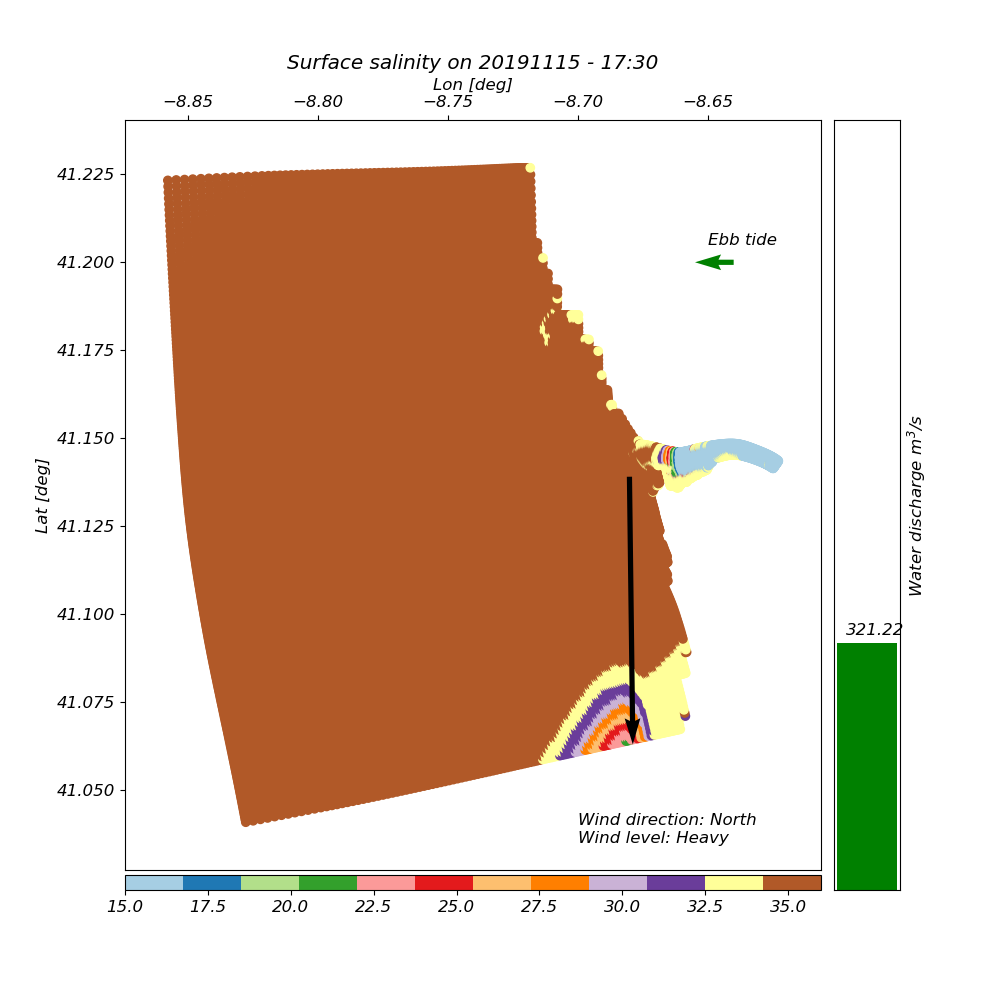 Surface salinity on 20191115 - 17:30
Lon [deg]
−8.85 −8.80 −8.75 −8.70 −8.65
41.225
41.200
41.175
41.150
41.125
41.100
41.075
41.050
Lat [deg]
Ebb tide
Water discharge m³/s
321.22
Wind direction: North
Wind level: Heavy
15.0 17.5 20.0 22.5 25.0 27.5 30.0 32.5 35.0